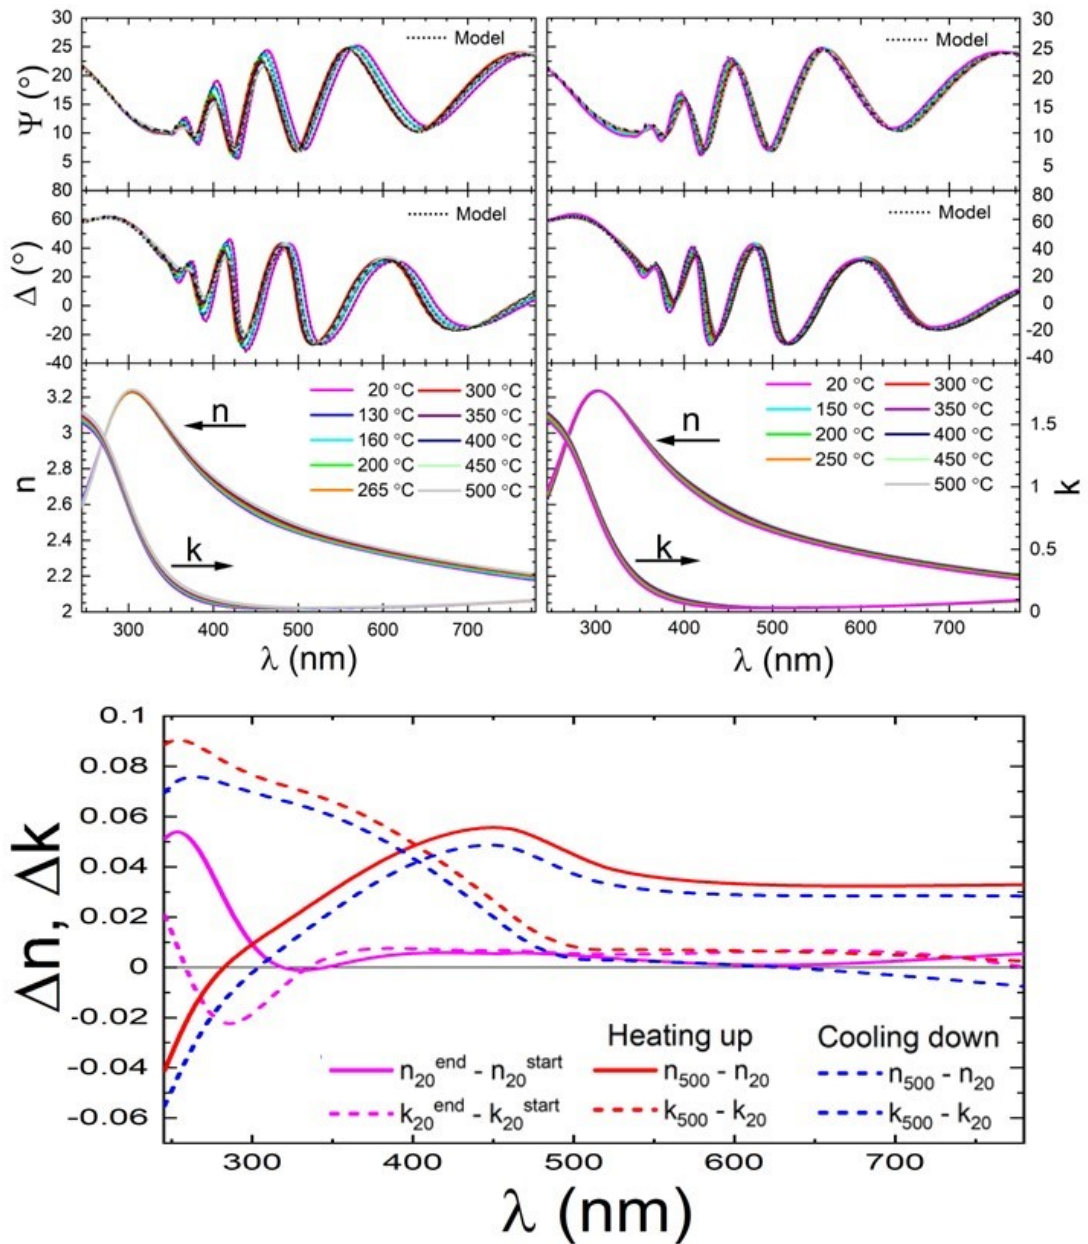 30
25
20
15
10
5
80
Ψ (°)
Model
Model
30
25
20
15
10
5
80
k
60
40
20
0
-20
-40
Δ (°)
Model
Model
60
40
20
0
-20
-40
3.2
3
2.8
2.6
2.4
2.2
2
n
n
k
20 °C 300 °C
130 °C 350 °C
160 °C 400 °C
200 °C 450 °C
265 °C 500 °C
n
k
20 °C 300 °C
150 °C 350 °C
200 °C 400 °C
250 °C 450 °C
500 °C
1.5
1
0.5
0
k
300 400 500 600 700
300 400 500 600 700
λ (nm)
λ (nm)
0.1
0.08
0.06
0.04
0.02
0
-0.02
-0.04
-0.06
Δn, Δk
Heating up Cooling down
n20end - n20start n500 - n20 n500 - n20
k20end - k20start k500 - k20 k500 - k20
300 400 500 600 700
λ (nm)